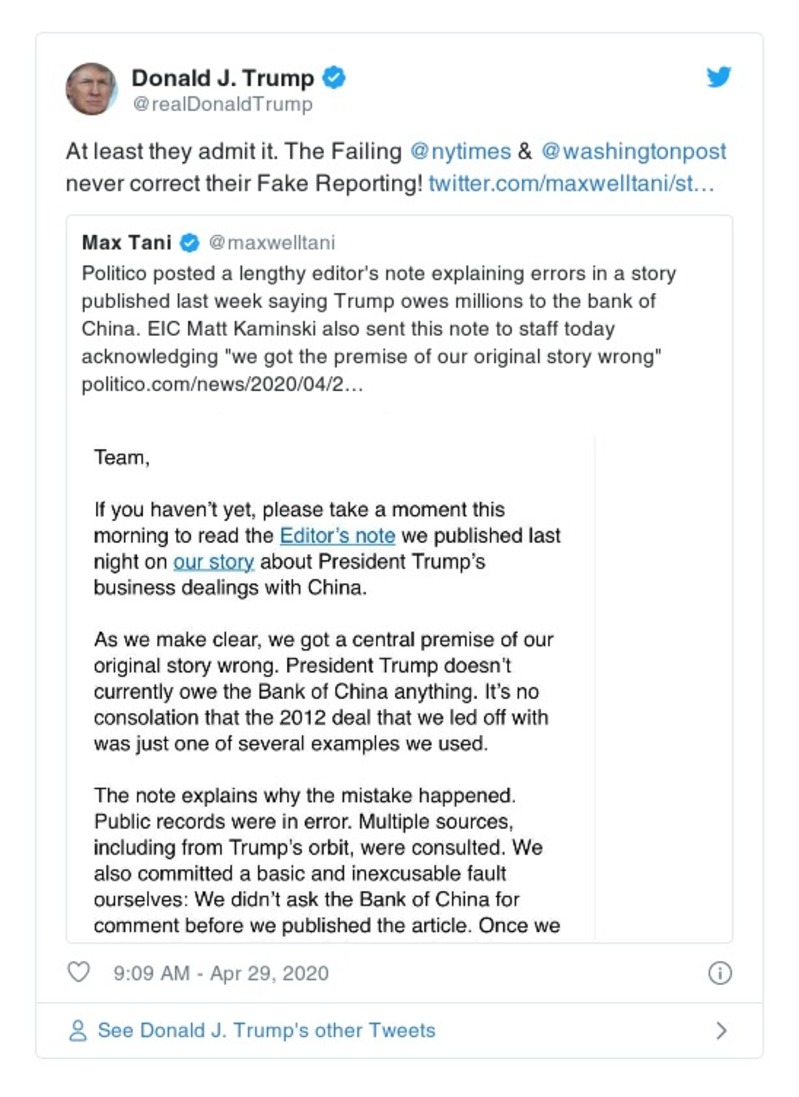 Donald J. Trump
@realDonaldTrump
At least they admit it. The Failing @nytimes & @washingtonpost
never correct their Fake Reporting! twitter.com/maxwelltani/st…
Max Tani @maxwelltani
Politico posted a lengthy editor's note explaining errors in a story
published last week saying Trump owes millions to the bank of
China. EIC Matt Kaminski also sent this note to staff today
acknowledging "we got the premise of our original story wrong"
politico.com/news/2020/04/2…
Team,
If you haven’t yet, please take a moment this
morning to read the Editor’s note we published last
night on our story about President Trump’s
business dealings with China.
As we make clear, we got a central premise of our
original story wrong. President Trump doesn’t
currently owe the Bank of China anything. It’s no
consolation that the 2012 deal that we led off with
was just one of several examples we used.
The note explains why the mistake happened.
Public records were in error. Multiple sources,
including from Trump’s orbit, were consulted. We
also committed a basic and inexcusable fault
ourselves: We didn’t ask the Bank of China for
comment before we published the article. Once we
9:09 AM - Apr 29, 2020
See Donald J. Trump's other Tweets